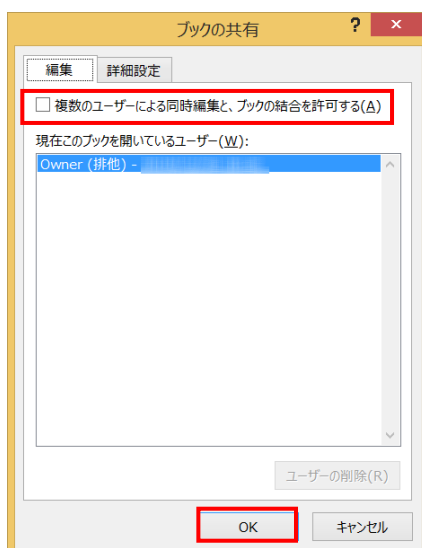 ブックの共有
? ×
編集 詳細設定
複数のユーザーによる同時編集と、ブックの結合を許可する(A)
現在このブックを開いているユーザー(W):
Owner (排他) -
ユーザーの削除(R)
OK キャンセル